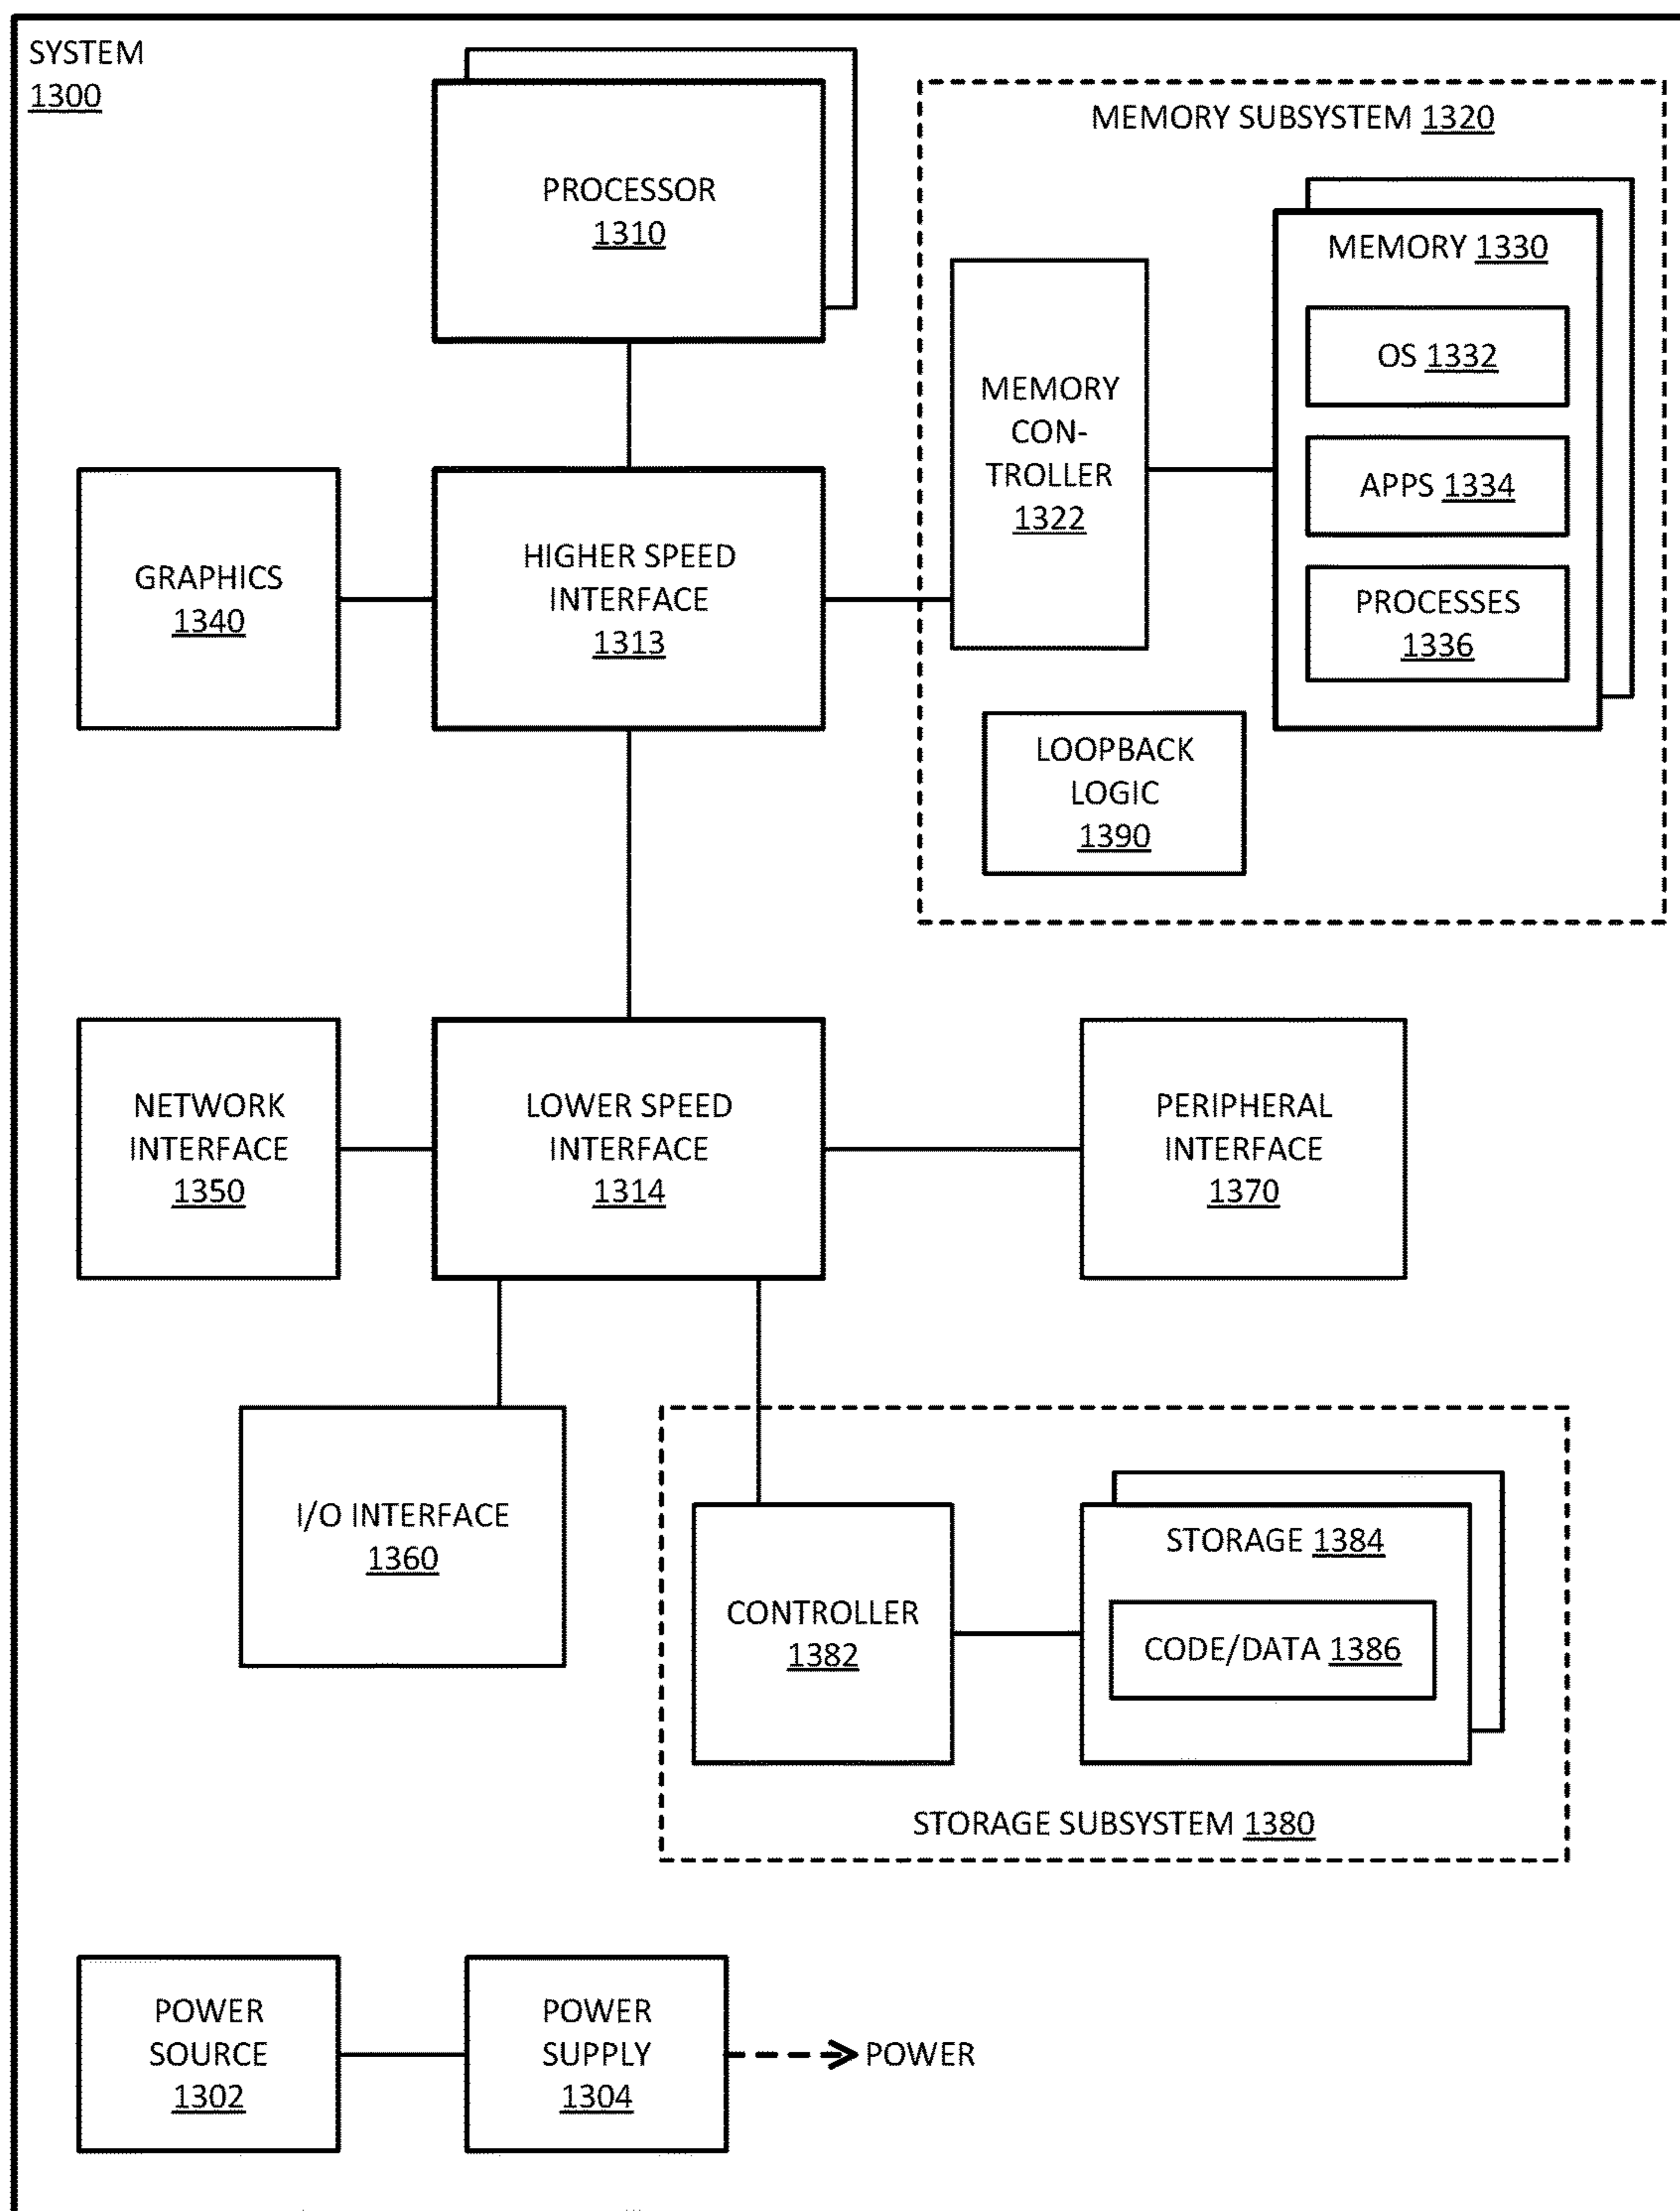 SYSTEM
1300
PROCESSOR
1310
MEMORY SUBSYSTEM 1320
MEMORY 1330
OS 1332
APPS 1334
PROCESSES
1336
MEMORY
CON-
TROLLER
1322
GRAPHICS
1340
HIGHER SPEED
INTERFACE
1313
LOOPBACK
LOGIC
1390
NETWORK
INTERFACE
1350
LOWER SPEED
INTERFACE
1314
PERIPHERAL
INTERFACE
1370
I/O INTERFACE
1360
CONTROLLER
1382
STORAGE 1384
CODE/DATA 1386
STORAGE SUBSYSTEM 1380
POWER
SOURCE
1302
POWER
SUPPLY
1304
POWER